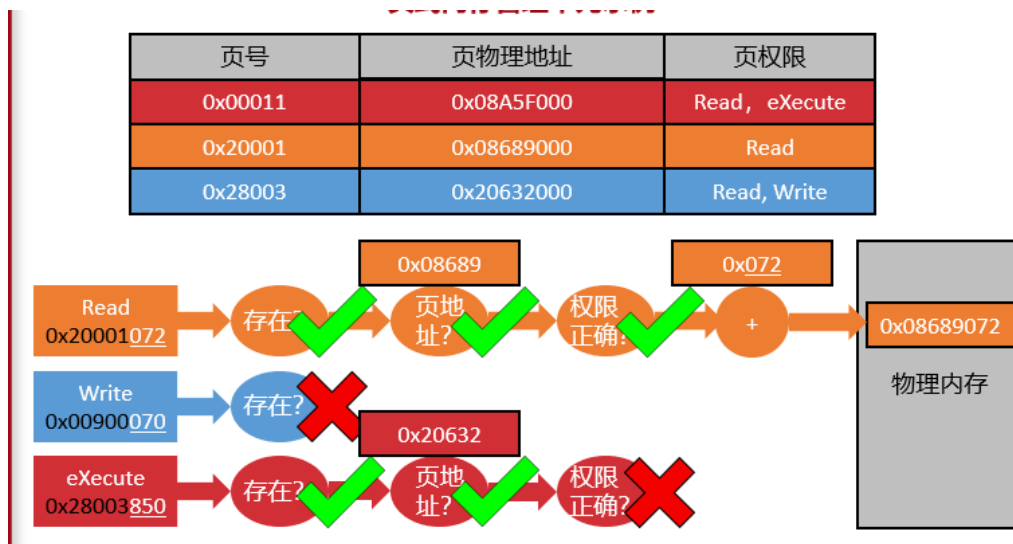 页号 页物理地址 页权限
0x00011 0x08A5F000 Read, eXecute
0x20001 0x08689000 Read
0x28003 0x20632000 Read, Write
0x08689 0x072
Read
0x20001072
存在?
页地
址?
权限
正确?
+
0x08689072
物理内存
Write
0x00900070
存在?
0x20632
eXecute
0x28003850
存在?
页地
址?
权限
正确?